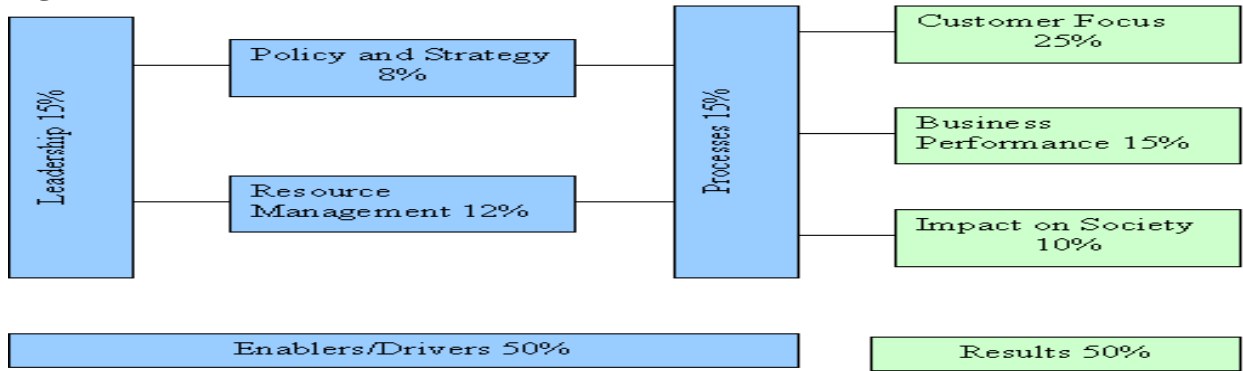 Leadership 15%
Policy and Strategy
8%
Resource
Management 12%
Processes 15%
Customer Focus
25%
Business
Performance 15%
Impact on Society
10%
Enablers/Drivers 50%
Results 50%